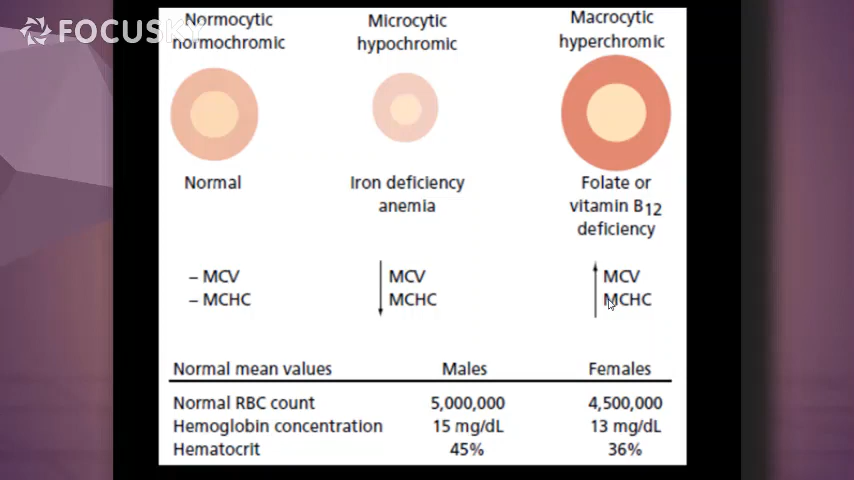 FOCUSKY
Normocytic
normochromic
Microcytic
hypochromic
Macrocytic
hyperchromic
Normal
Iron deficiency
anemia
Folate or
vitamin B12
deficiency
– MCV
– MCHC
MCV
MCHC
MCV
MCHC
Normal mean values Males Females
Normal RBC count 5,000,000 4,500,000
Hemoglobin concentration 15 mg/dL 13 mg/dL
Hematocrit 45% 36%